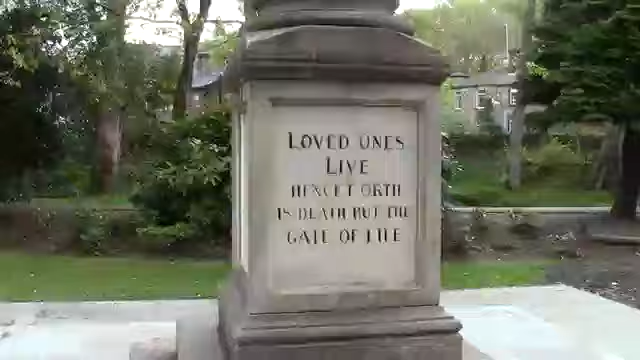 LOVED ONES
LIVE
HENCEFORTH
IS DEATH BUT THE
GATE OF LIFE